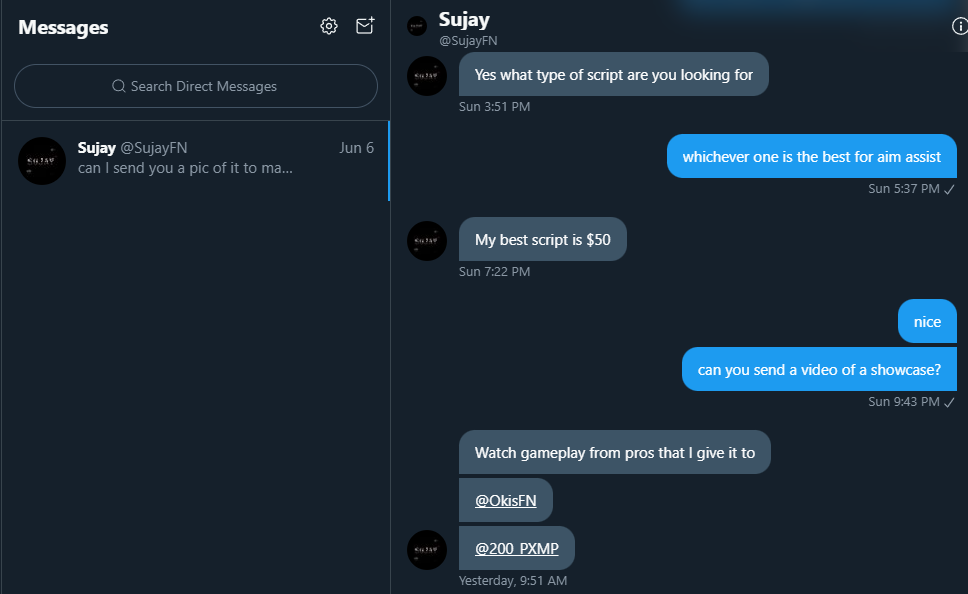 Messages
Search Direct Messages
Sujay @SujayFN Jun 6
can I send you a pic of it to ma...
Sujay
@SujayFN
Yes what type of script are you looking for
Sun 3:51 PM
whichever one is the best for aim assist
Sun 5:37 PM
My best script is $50
Sun 7:22 PM
nice
can you send a video of a showcase?
Sun 9:43 PM
Watch gameplay from pros that I give it to
@OkisFN
@200_PXMP
Yesterday, 9:51 AM